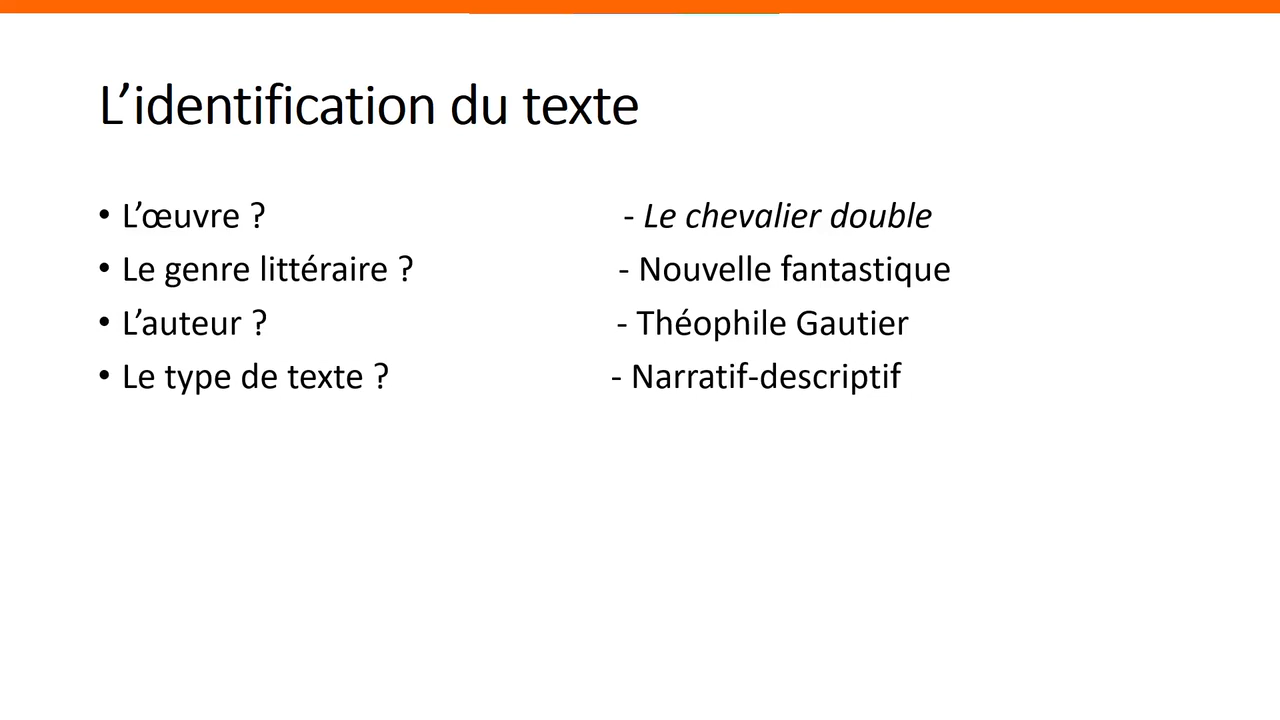 L’identification du texte
• L’œuvre ? - Le chevalier double
• Le genre littéraire ? - Nouvelle fantastique
• L’auteur ? - Théophile Gautier
• Le type de texte ? - Narratif-descriptif